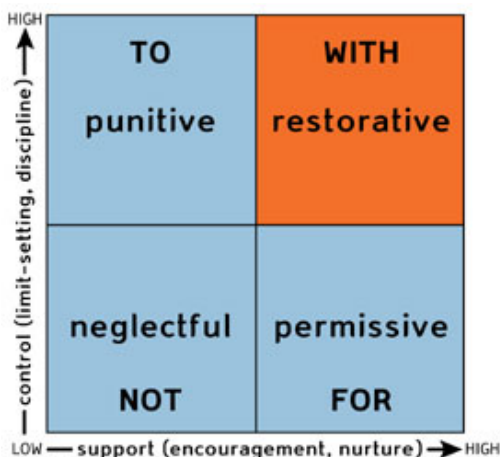 HIGH
control (limit-setting, discipline)
TO
punitive
WITH
restorative
neglectful
NOT
permissive
FOR
LOW
support (encouragement, nurture)
HIGH